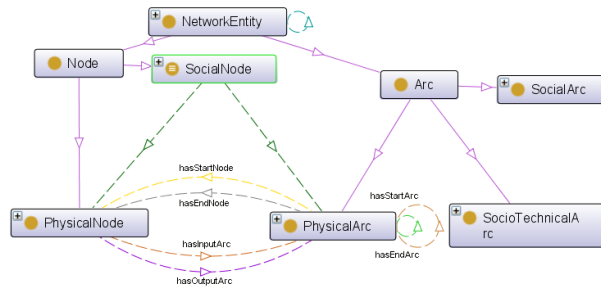 NetworkEntity
Node
SocialNode
Arc
SocialArc
hasStartNode
hasStartArc
hasEndNode
PhysicalNode
PhysicalArc
SocioTechnicalA
rc
hasInputArc
hasEndArc
hasOutputArc